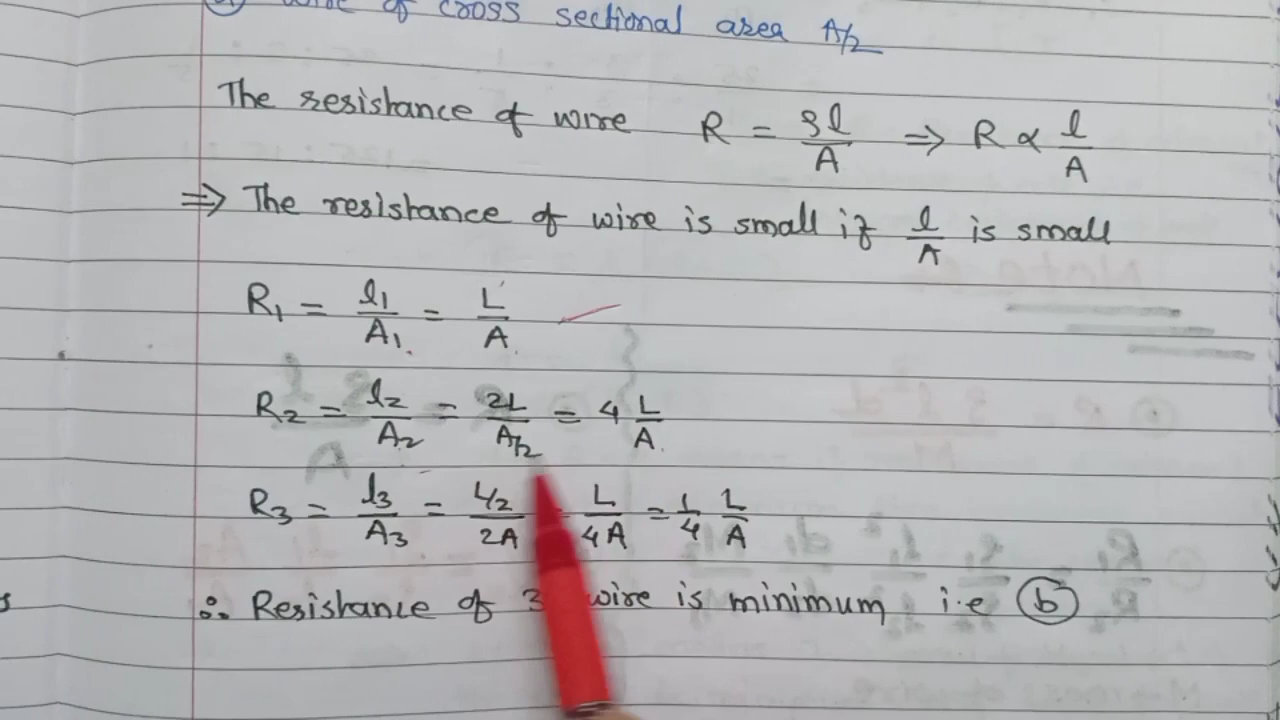 wire of cross sectional area A/2
The resistance of wire R = ρl/A ⇒ R ∝ l/A
⇒ The resistance of wire is small if l/A is small
R₁ = l₁/A₁ = L/A
R₂ = l₂/A₂ = 2L/A/2 = 4 L/A
R₃ = l₃/A₃ = L/2/2A = L/4A = 1/4 L/A
∴ Resistance of 3 wire is minimum i.e (b)